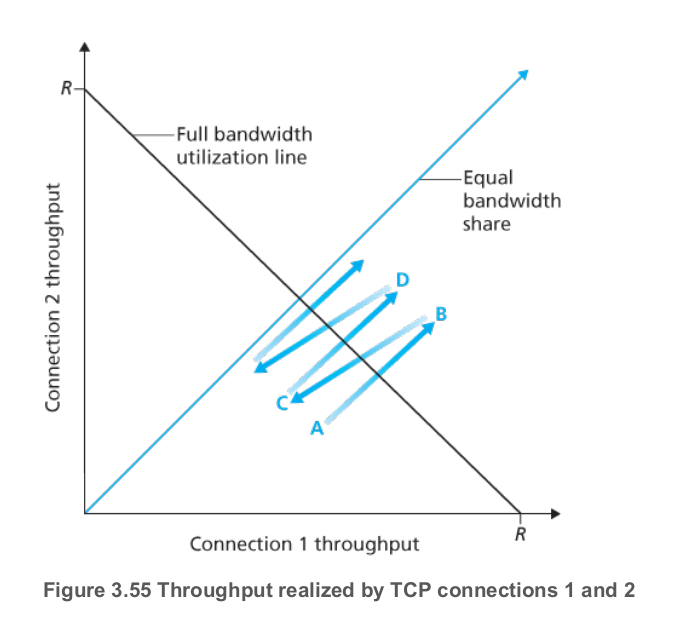 R
Full bandwidth
utilization line
Equal
bandwidth
share
Connection 2 throughput
D
B
C
A
R
Connection 1 throughput
Figure 3.55 Throughput realized by TCP connections 1 and 2